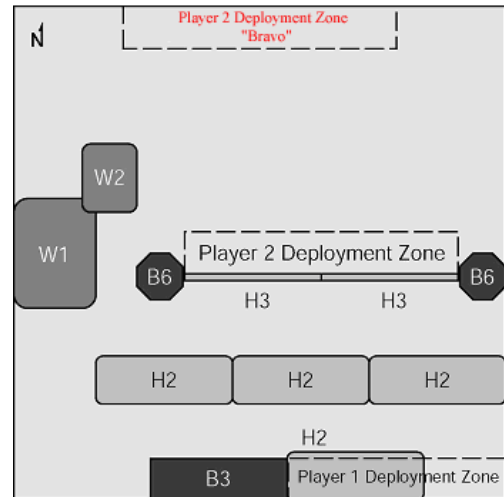 Player 2 Deployment Zone
"Bravo"
N
W2
W1
Player 2 Deployment Zone
B6
B6
H3
H3
H2
H2
H2
H2
B3
Player 1 Deployment Zone